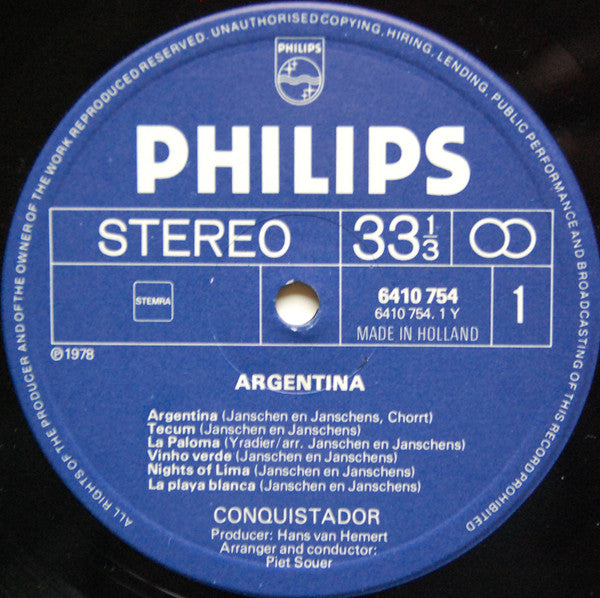 ALL RIGHTS OF THE PRODUCER AND OF THE OWNER OF THE WORK REPRODUCED RESERVED. UNAUTHORISED COPYING, HIRING, LENDING, PUBLIC PERFORMANCE AND BROADCASTING OF THIS RECORD PROHIBITED
PHILIPS
PHILIPS
STEREO 33 1/3
STEMRA 6410 754 1
6410 754. 1 Y
MADE IN HOLLAND
℗1978
ARGENTINA
Argentina (Janschen en Janschens, Chorrt)
Tecum (Janschen en Janschens)
La Paloma (Yradier/arr. Janschen en Janschens)
Vinho verde (Janschen en Janschens)
Nights of Lima (Janschen en Janschens)
La playa blanca (Janschen en Janschens)
CONQUISTADOR
Producer: Hans van Hemert
Arranger and conductor:
Piet Souer